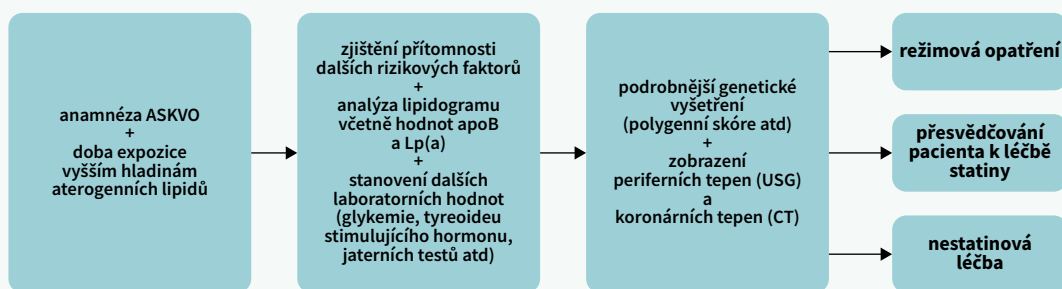 anamnéza ASKVO
+
doba expozice
vyšším hladinám
aterogenních lipidů
zjištění přítomnosti
dalších rizikových faktorů
+
analýza lipidogramu
včetně hodnot apoB
a Lp(a)
+
stanovení dalších
laboratorních hodnot
(glykemie, tyreoideu
stimulujícího hormonu,
jaterních testů atd)
podrobnější genetické
vyšetření
(polygenní skóre atd)
+
zobrazení
periferních tepen (USG)
a
koronárních tepen (CT)
režimová opatření
přesvědčování
pacienta k léčbě
statiny
nestatinová
léčba